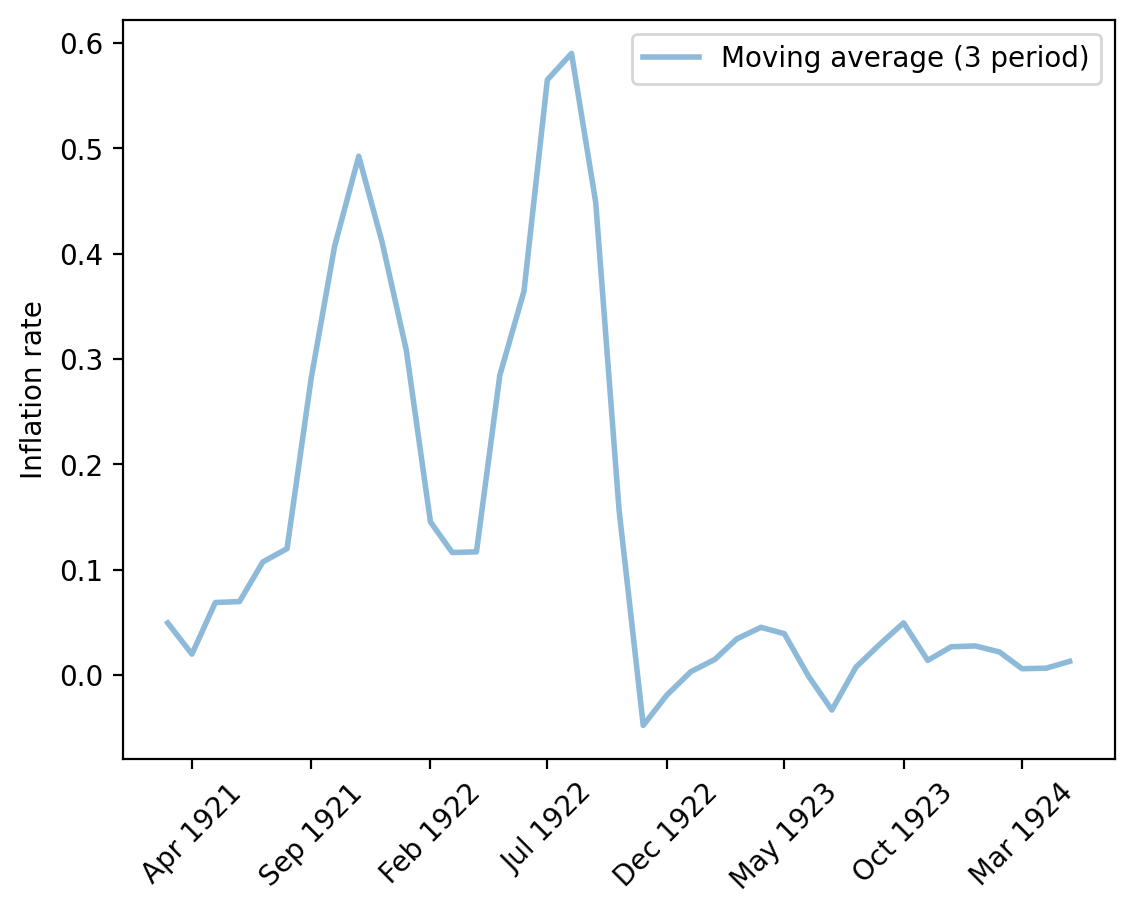 Moving average (3 period)
Inflation rate
0.6
0.5
0.4
0.3
0.2
0.1
0.0
Apr 1921
Sep 1921
Feb 1922
Jul 1922
Dec 1922
May 1923
Oct 1923
Mar 1924